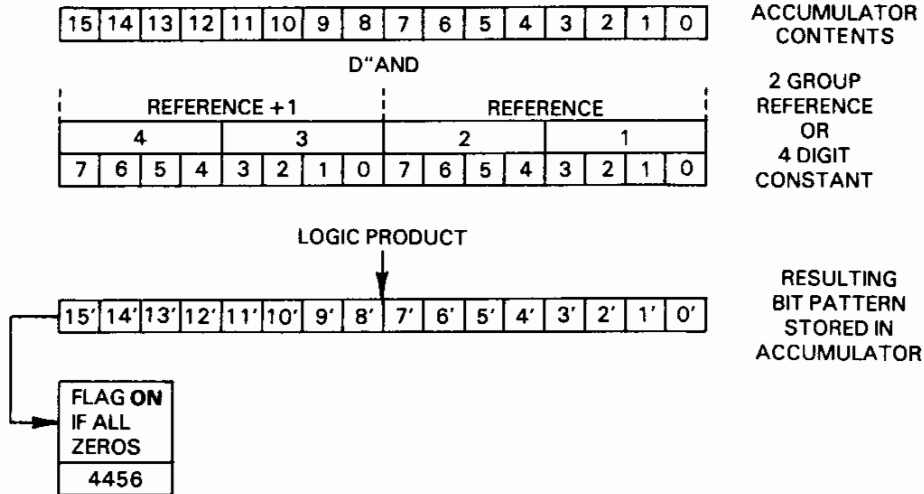 15 14 13 12 11 10 9 8 7 6 5 4 3 2 1 0
ACCUMULATOR
CONTENTS
D"AND
REFERENCE +1 REFERENCE
4 3 2 1
7 6 5 4 3 2 1 0 7 6 5 4 3 2 1 0
2 GROUP
REFERENCE
OR
4 DIGIT
CONSTANT
LOGIC PRODUCT
15' 14' 13' 12' 11' 10' 9' 8' 7' 6' 5' 4' 3' 2' 1' 0'
RESULTING
BIT PATTERN
STORED IN
ACCUMULATOR
FLAG ON
IF ALL
ZEROS
4456